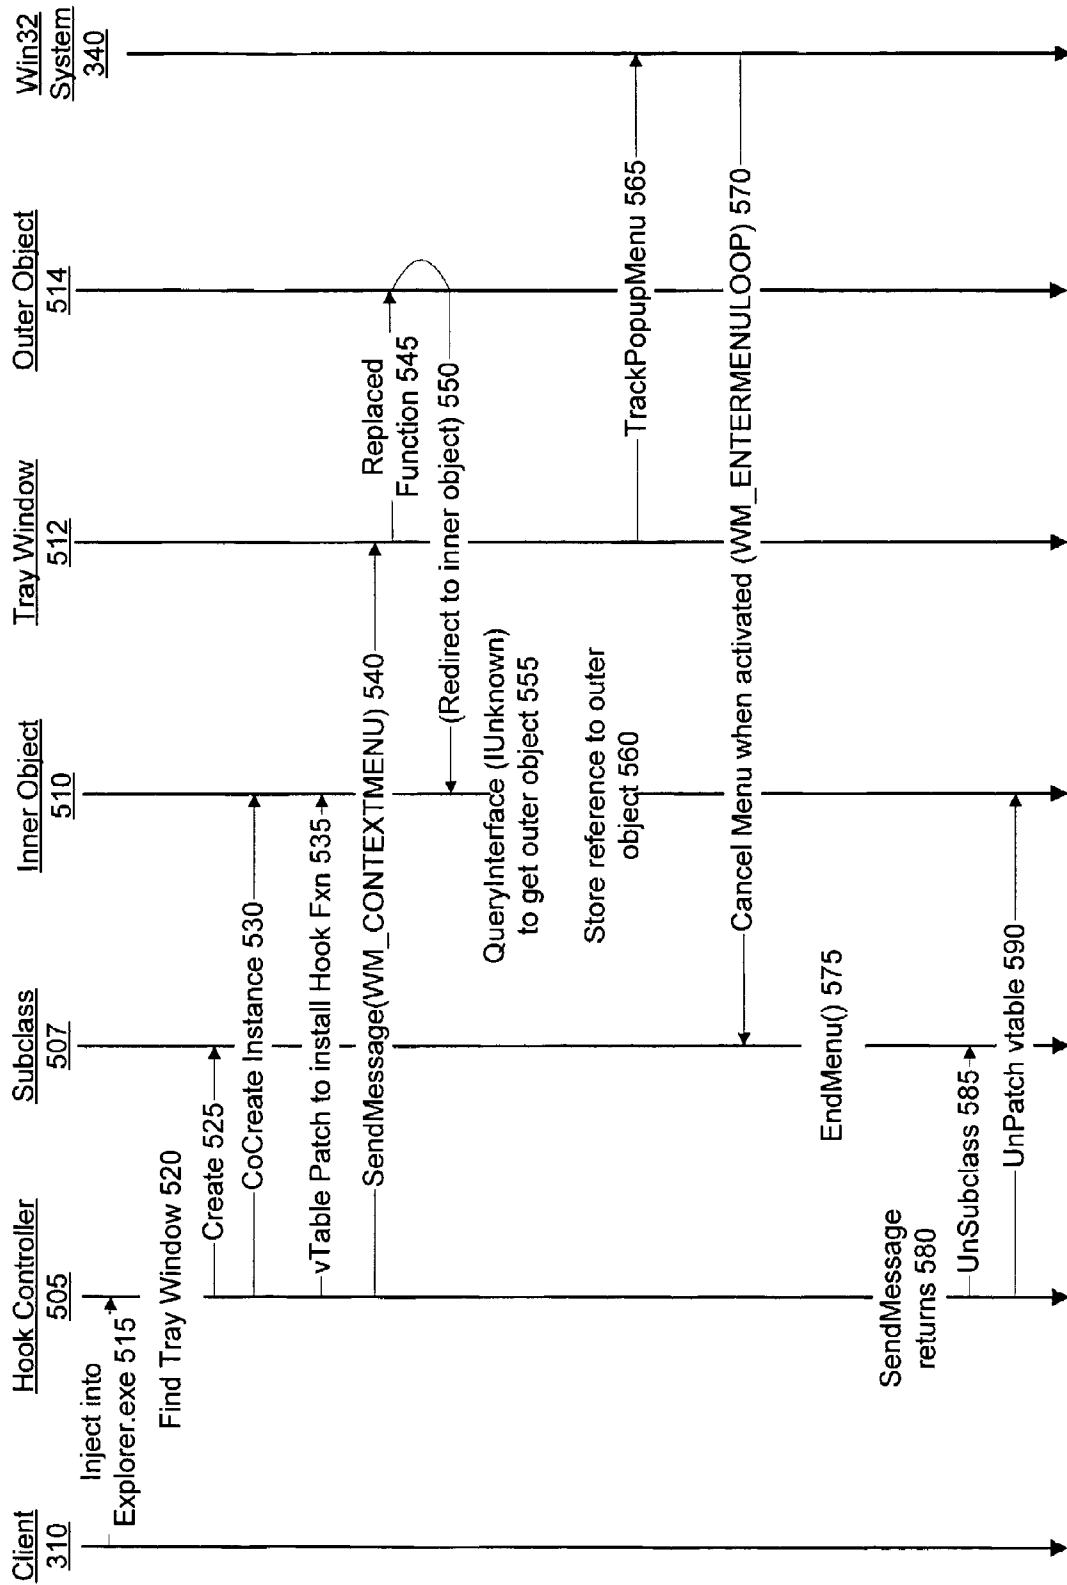 Client
310
Hook Controller
505
Subclass
507
Inner Object
510
Tray Window
512
Outer Object
514
Win32
System
340
Inject into
Explorer.exe 515
Find Tray Window 520
Create 525
CoCreate Instance 530
vTable Patch to install Hook Fxn 535
SendMessage(WM_CONTEXTMENU) 540
Replaced
Function 545
(Redirect to inner object) 550
QueryInterface (IUnknown)
to get outer object 555
Store reference to outer
object 560
TrackPopupMenu 565
Cancel Menu when activated (WM_ENTERMENULOOP) 570
EndMenu() 575
SendMessage
returns 580
UnSubclass 585
UnPatch vtable 590